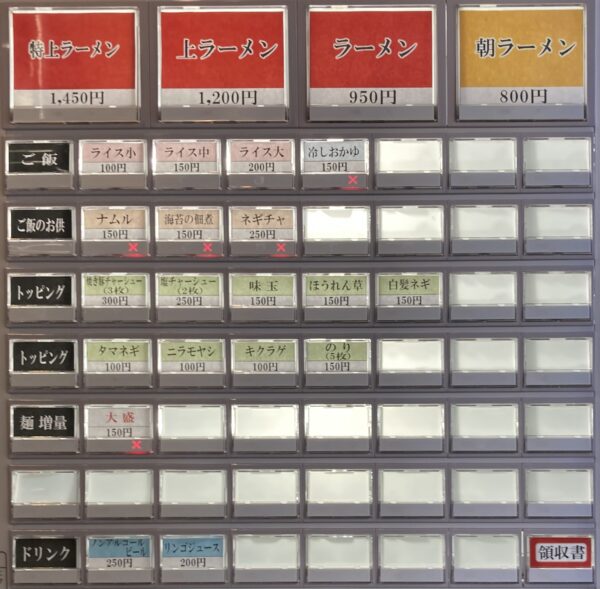 特上ラーメン 上ラーメン ラーメン 朝ラーメン
1,450円 1,200円 950円 800円
ご飯 ライス小 ライス中 ライス大 冷しおかゆ
100円 150円 200円 150円
×
ご飯のお供 ナムル 海苔の佃煮 ネギチャ
150円 150円 250円
× × ×
トッピング 焼き豚チャーシュー 塩チャーシュー 味玉 ほうれん草 白髪ネギ
(3枚) (2枚)
300円 250円 150円 150円 150円
トッピング タマネギ ニラモヤシ キクラゲ のり
(5枚)
100円 100円 100円 150円
麺増量 大盛
150円
×
ドリンク ノンアルコール リンゴジュース 領収書
ビール
250円 200円